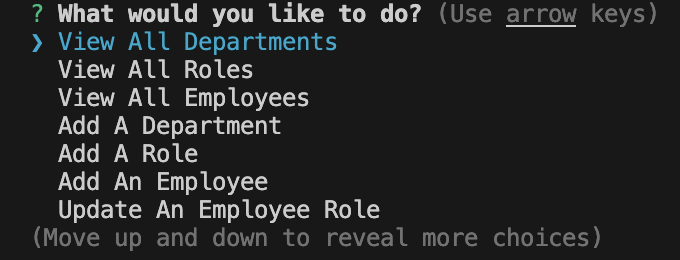 ? What would you like to do? (Use arrow keys)
❯ View All Departments
View All Roles
View All Employees
Add A Department
Add A Role
Add An Employee
Update An Employee Role
(Move up and down to reveal more choices)